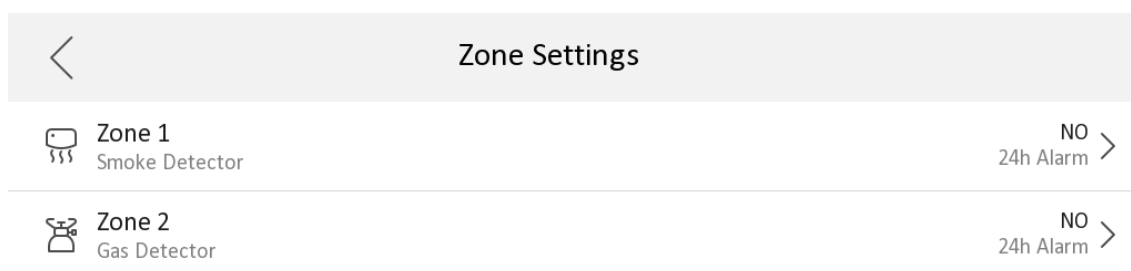 Zone Settings
Zone 1
NO
Smoke Detector
24h Alarm
Zone 2
NO
Gas Detector
24h Alarm